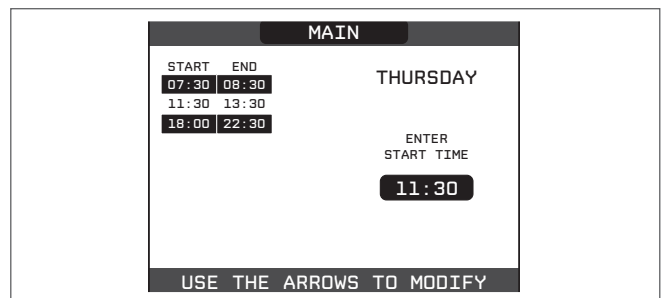 MAIN
START END
07:30 08:30
11:30 13:30
18:00 22:30
THURSDAY
ENTER
START TIME
11:30
USE THE ARROWS TO MODIFY